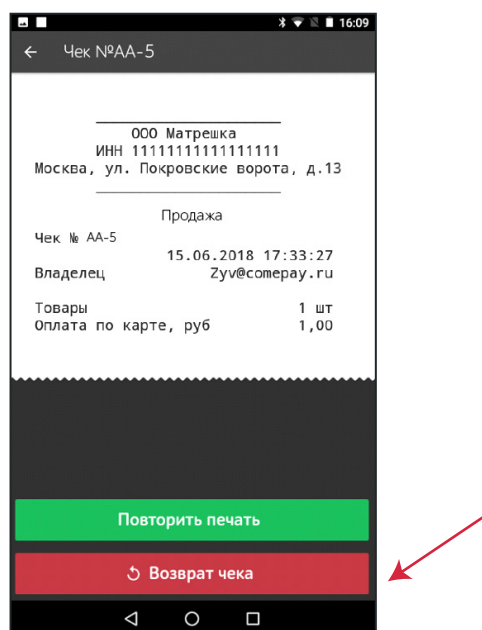 16:09
Чек №АА-5
ООО Матрешка
ИНН 11111111111111111
Москва, ул. Покровские ворота, д.13
Продажа
Чек № АА-5
15.06.2018 17:33:27
Владелец Zyv@comepay.ru
Товары 1 шт
Оплата по карте, руб 1,00
Повторить печать
Возврат чека